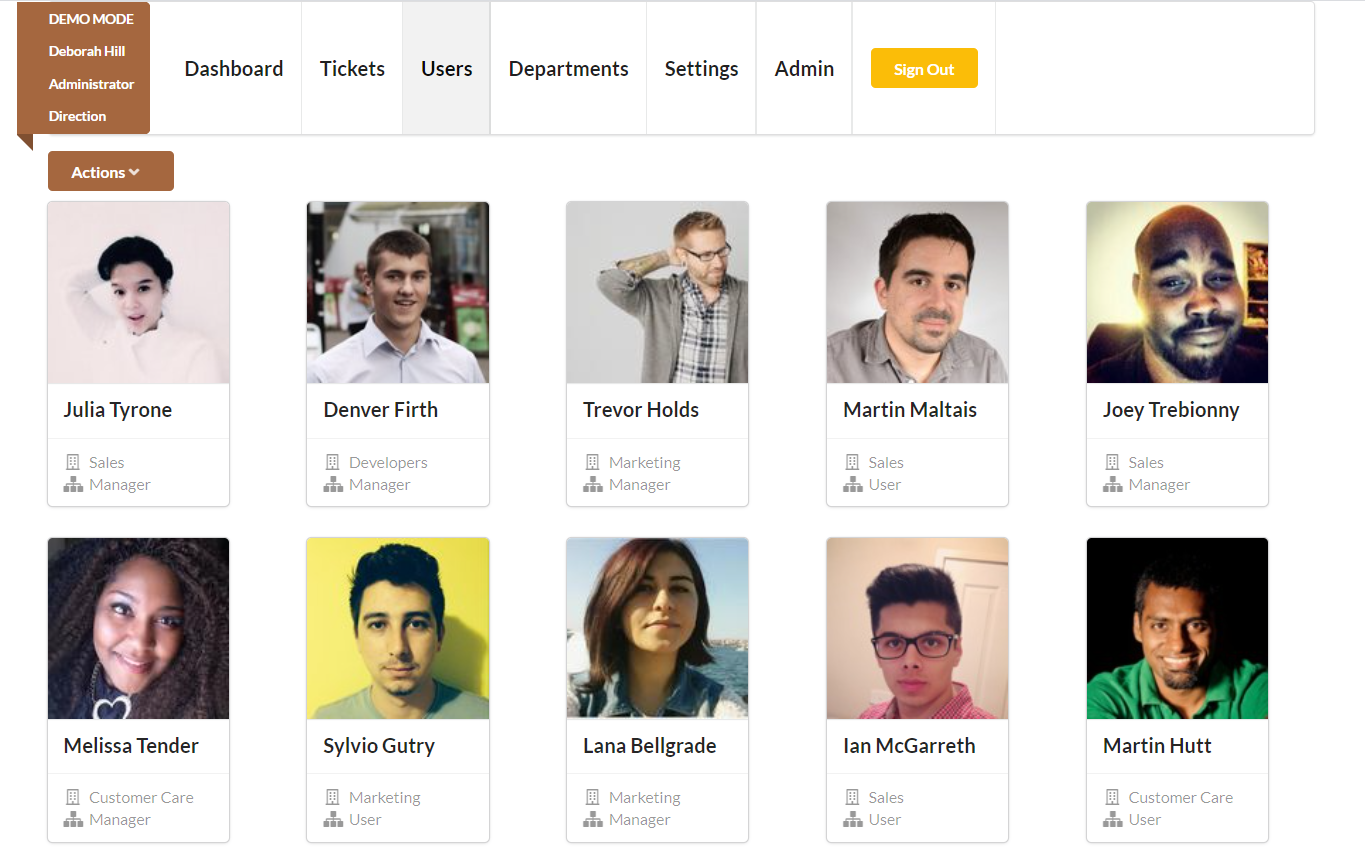 DEMO MODE
Deborah Hill
Administrator
Direction
Dashboard
Tickets
Users
Departments
Settings
Admin
Sign Out
Actions
Julia Tyrone
Sales
Manager
Denver Firth
Developers
Manager
Trevor Holds
Marketing
Manager
Martin Maltais
Sales
User
Joey Trebionny
Sales
Manager
Melissa Tender
Customer Care
Manager
Sylvio Gutry
Marketing
User
Lana Bellgrade
Marketing
Manager
Ian McGarreth
Sales
User
Martin Hutt
Customer Care
User